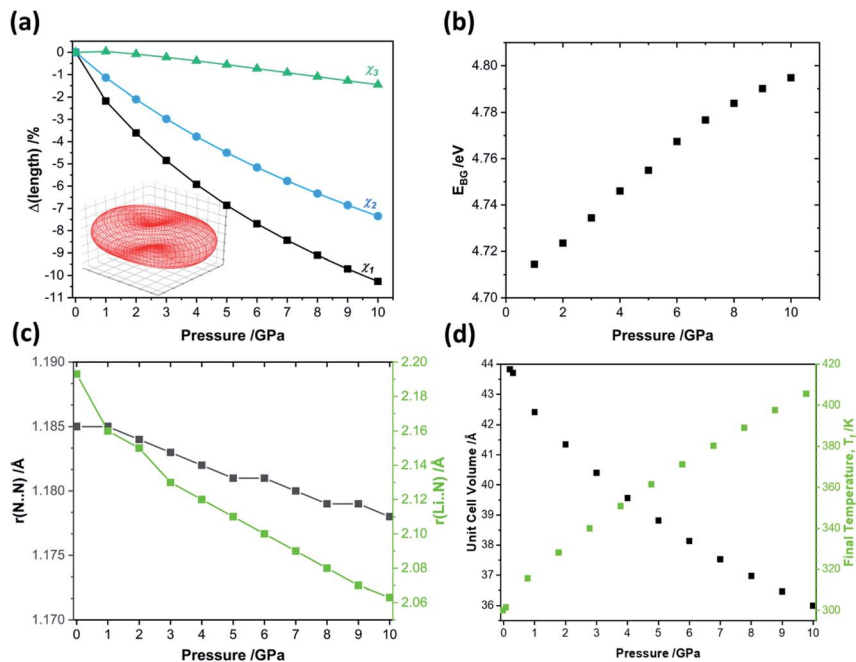 (a)
0
-1
-2
-3
-4
-5
-6
-7
-8
-9
-10
-11
Δ(length) /%
χ3
χ2
χ1
0 1 2 3 4 5 6 7 8 9 10
Pressure /GPa
(b)
4.80
4.78
4.76
4.74
4.72
4.70
EBG /eV
0 2 4 6 8 10
Pressure /GPa
(c)
1.190
1.185
1.180
1.175
1.170
r(N..N) /Å
2.20
2.18
2.16
2.14
2.12
2.10
2.08
2.06
r(Li..N) /Å
0 1 2 3 4 5 6 7 8 9 10
Pressure /GPa
(d)
44
43
42
41
40
39
38
37
36
Unit Cell Volume /Å
420
400
380
360
340
320
300
Final Temperature, Tf /K
0 1 2 3 4 5 6 7 8 9 10
Pressure /GPa